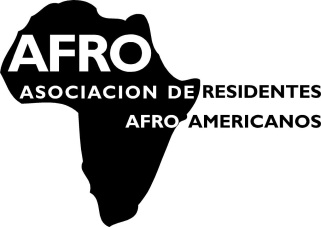 AFRO
ASOCIACION DE RESIDENTES
AFRO AMERICANOS